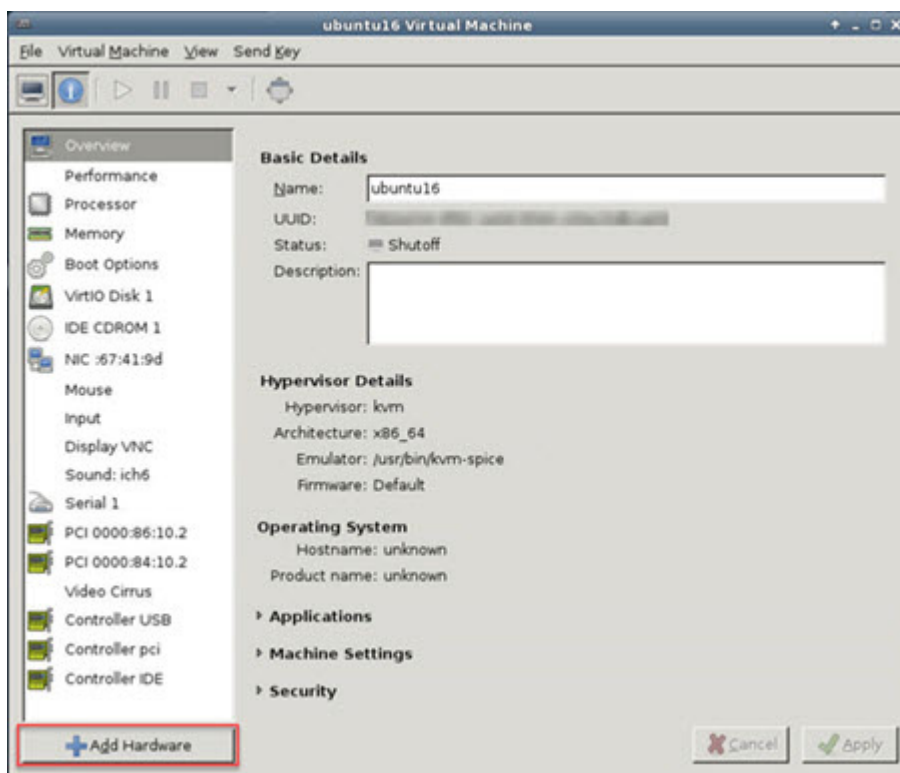 ubuntu16 Virtual Machine
File Virtual Machine View Send Key
Overview
Performance
Processor
Memory
Boot Options
VirtIO Disk 1
IDE CDROM 1
NIC :67:41:9d
Mouse
Input
Display VNC
Sound: ich6
Serial 1
PCI 0000:86:10.2
PCI 0000:84:10.2
Video Cirrus
Controller USB
Controller pci
Controller IDE
Add Hardware
Basic Details
Name: ubuntu16
UUID:
Status: Shutoff
Description:
Hypervisor Details
Hypervisor: kvm
Architecture: x86_64
Emulator: /usr/bin/kvm-spice
Firmware: Default
Operating System
Hostname: unknown
Product name: unknown
Applications
Machine Settings
Security
Cancel Apply